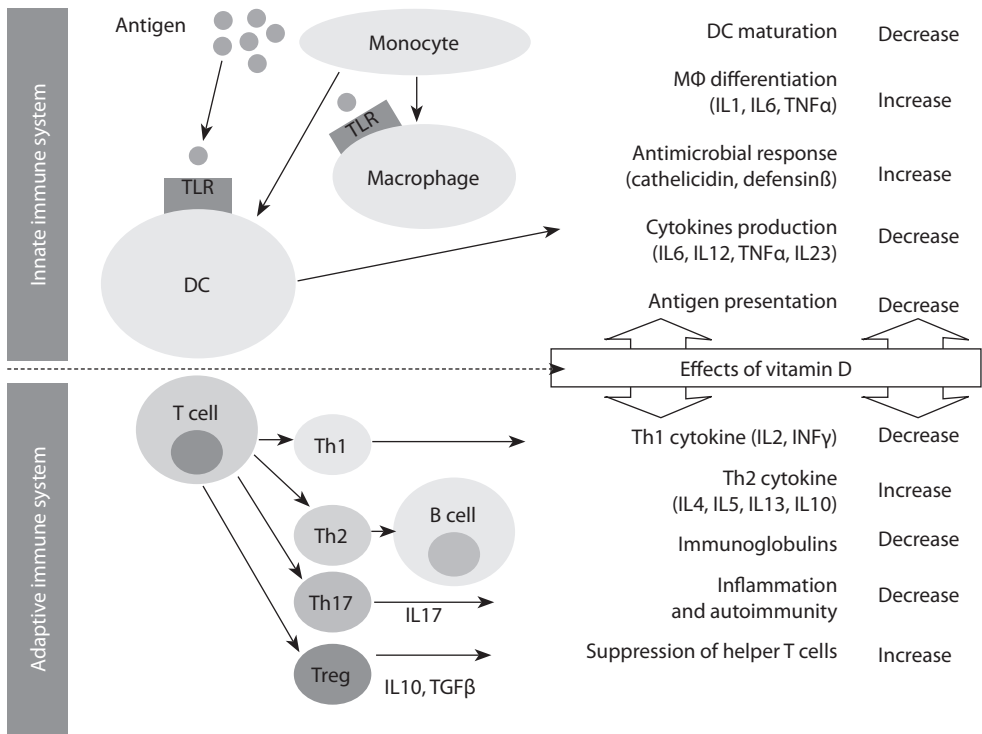 Innate immune system
Antigen
Monocyte
TLR
Macrophage
TLR
DC
DC maturation Decrease
MΦ differentiation
(IL1, IL6, TNFα) Increase
Antimicrobial response
(cathelicidin, defensinß) Increase
Cytokines production
(IL6, IL12, TNFα, IL23) Decrease
Antigen presentation Decrease
Effects of vitamin D
Adaptive immune system
T cell
Th1
Th2
B cell
Th17
IL17
Treg
IL10, TGFβ
Th1 cytokine (IL2, INFγ) Decrease
Th2 cytokine
(IL4, IL5, IL13, IL10) Increase
Immunoglobulins Decrease
Inflammation
and autoimmunity Decrease
Suppression of helper T cells Increase